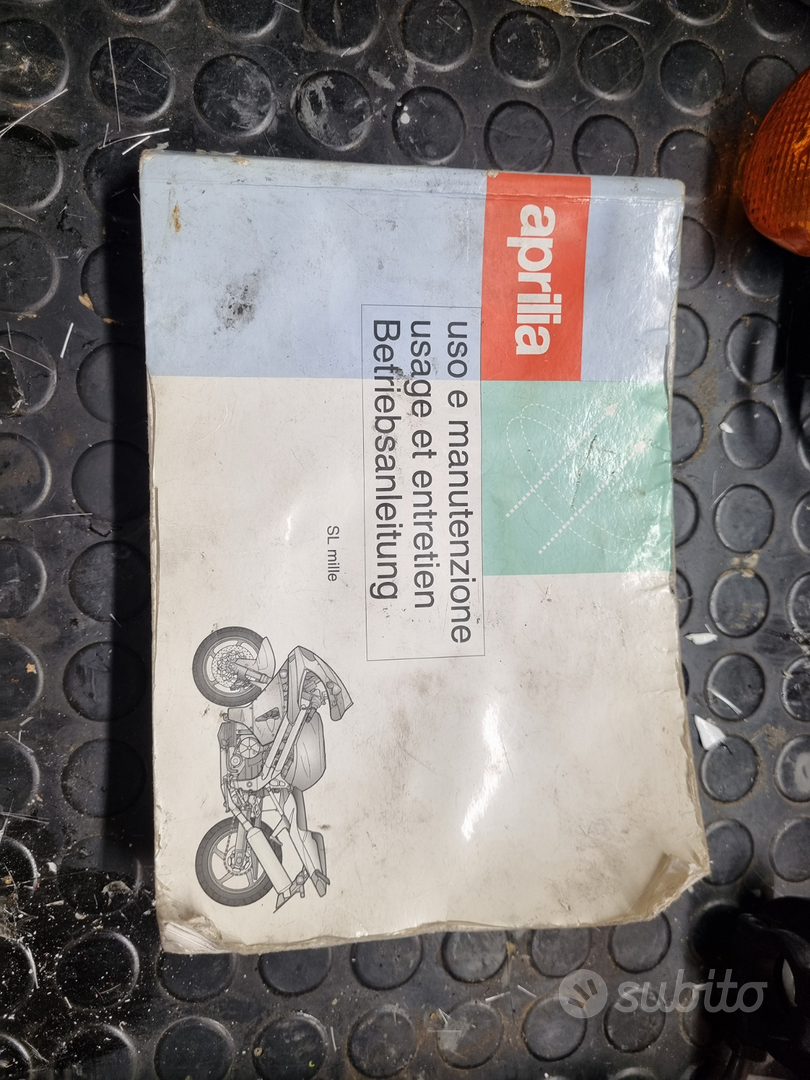 aprilia
uso e manutenzione
usage et entretien
Betriebsanleitung
SL mille
subito